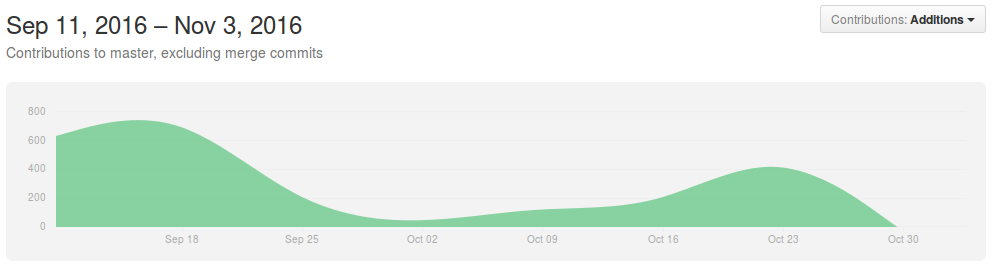 Sep 11, 2016 – Nov 3, 2016
Contributions: Additions
Contributions to master, excluding merge commits
800
600
400
200
0
Sep 18 Sep 25 Oct 02 Oct 09 Oct 16 Oct 23 Oct 30